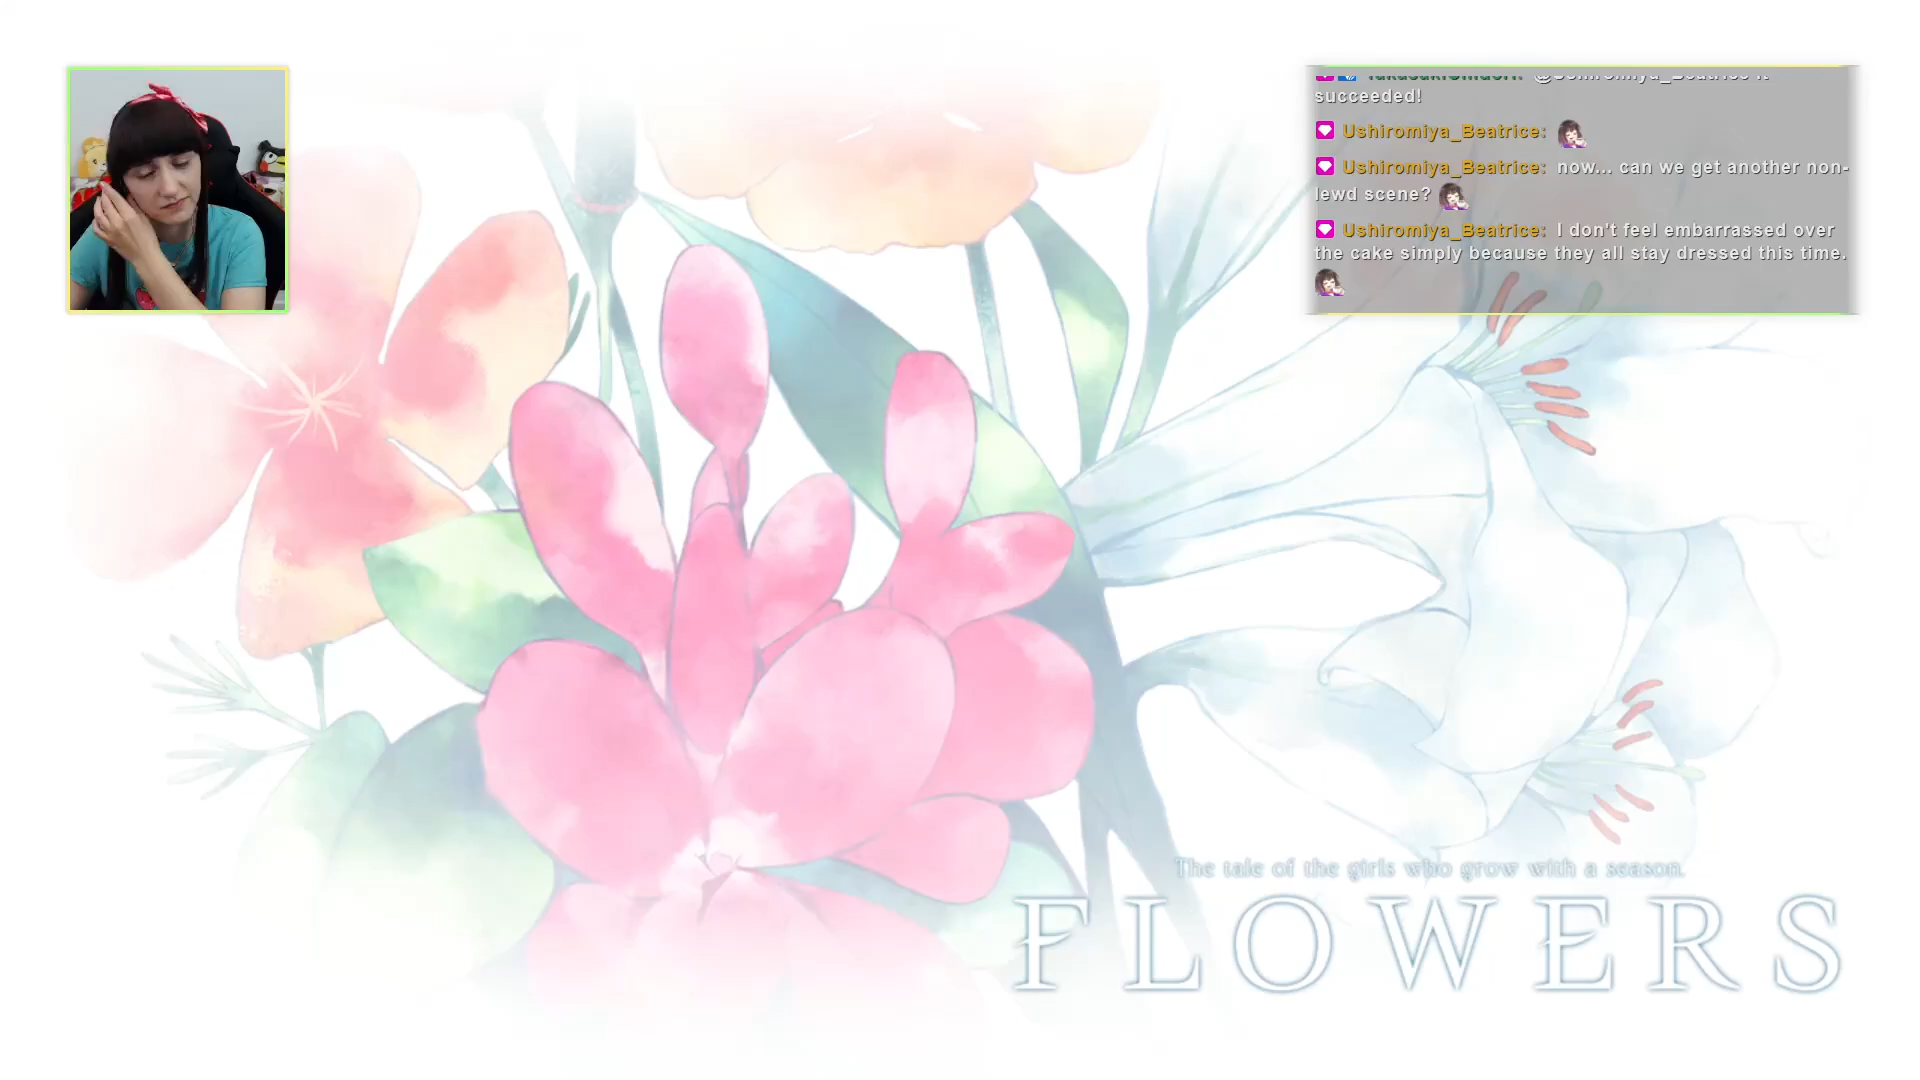 succeeded!
Ushiromiya_Beatrice:
Ushiromiya_Beatrice: now... can we get another non-
lewd scene?
Ushiromiya_Beatrice: I don't feel embarrassed over
the cake simply because they all stay dressed this time.
The tale of the girls who grow with a season.
FLOWERS